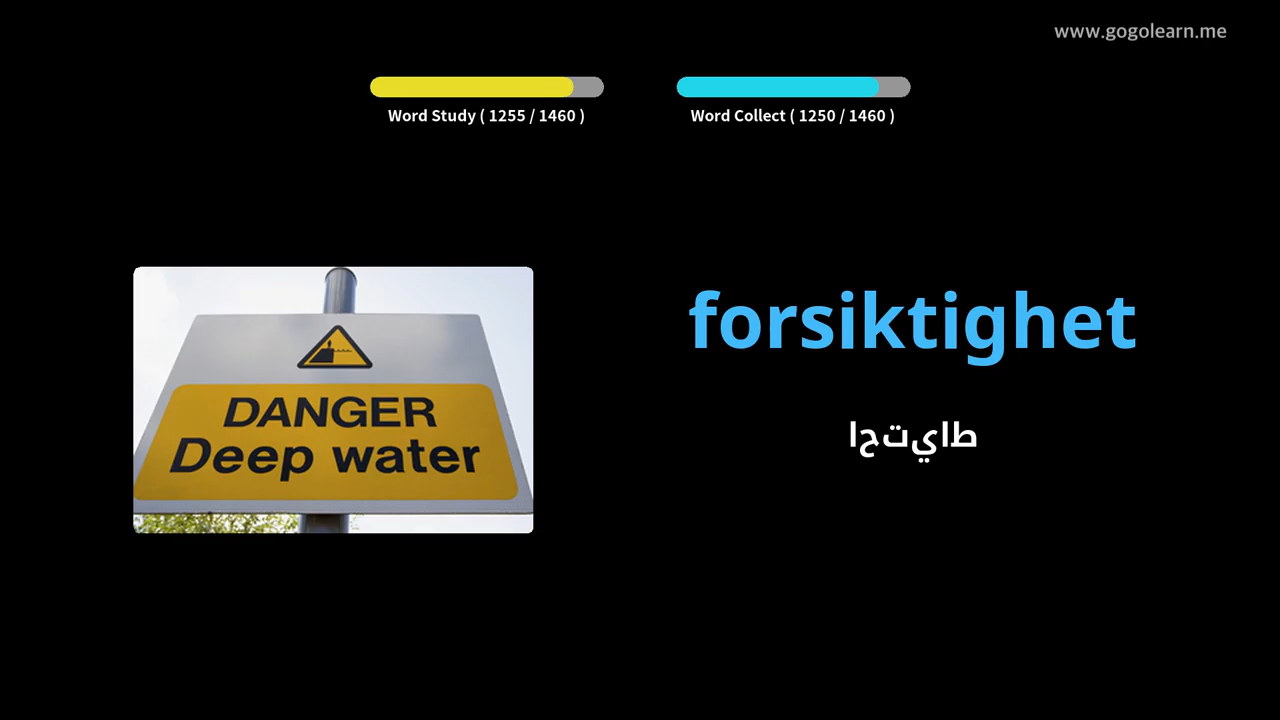 www.gogolearn.me
Word Study ( 1255 / 1460 )
Word Collect ( 1250 / 1460 )
DANGER
Deep water
forsiktighet
طايتحا